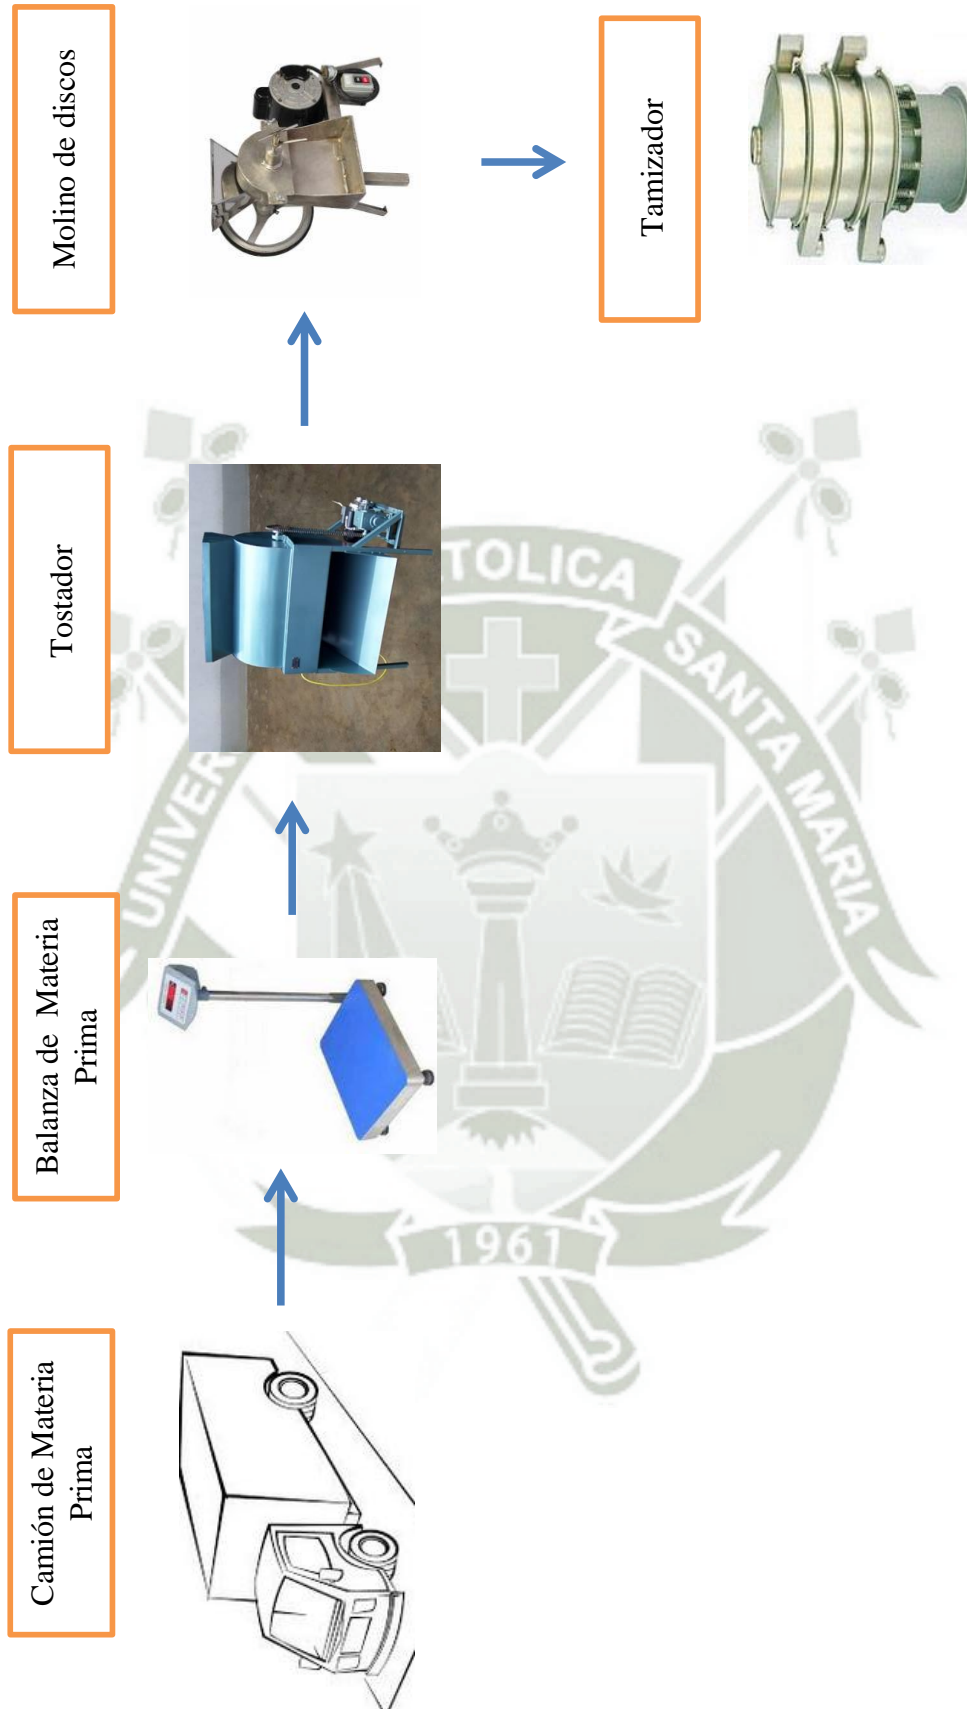 Camión de Materia
Prima
Balanza de Materia
Prima
Tostador
Molino de discos
Tamizador
UNIVER
TOLICA
SANTA MARIA
1961